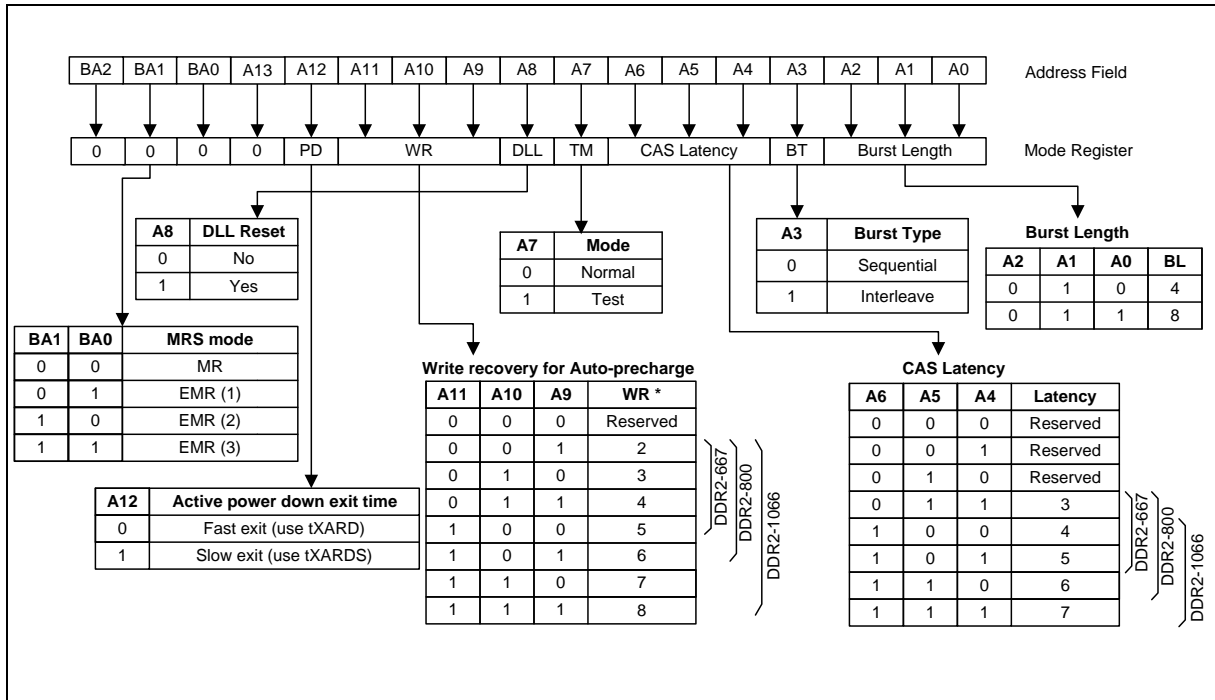 BA2 BA1 BA0 A13 A12 A11 A10 A9 A8 A7 A6 A5 A4 A3 A2 A1 A0 Address Field
0 0 0 0 PD WR DLL TM CAS Latency BT Burst Length Mode Register
A8 DLL Reset
0 No
1 Yes
A7 Mode
0 Normal
1 Test
A3 Burst Type
0 Sequential
1 Interleave
Burst Length
A2 A1 A0 BL
0 1 0 4
0 1 1 8
BA1 BA0 MRS mode
0 0 MR
0 1 EMR (1)
1 0 EMR (2)
1 1 EMR (3)
A12 Active power down exit time
0 Fast exit (use tXARD)
1 Slow exit (use tXARDS)
Write recovery for Auto-precharge
A11 A10 A9 WR *
0 0 0 Reserved
0 0 1 2
0 1 0 3
0 1 1 4
1 0 0 5
1 0 1 6
1 1 0 7
1 1 1 8
DDR2-667
DDR2-800
DDR2-1066
CAS Latency
A6 A5 A4 Latency
0 0 0 Reserved
0 0 1 Reserved
0 1 0 Reserved
0 1 1 3
1 0 0 4
1 0 1 5
1 1 0 6
1 1 1 7
DDR2-667
DDR2-800
DDR2-1066